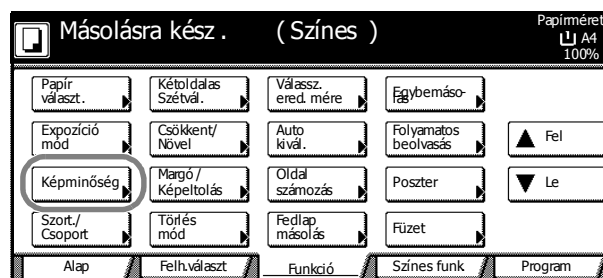 Másolásra kész. (Színes)
Papírméret
A4
100%
Papír választ.
Kétoldalas Szétvál.
Válassz. ered. mére
Egybemáso-lás
Expozíció mód
Csökkent/ Növel
Auto kivál.
Folyamatos beolvasás
Fel
Képminőség
Margó/ Képeltolás
Oldal számozás
Poszter
Le
Szort./ Csoport
Törlés mód
Fedlap másolás
Füzet
Alap
Felh.választ
Funkció
Színes funk
Program